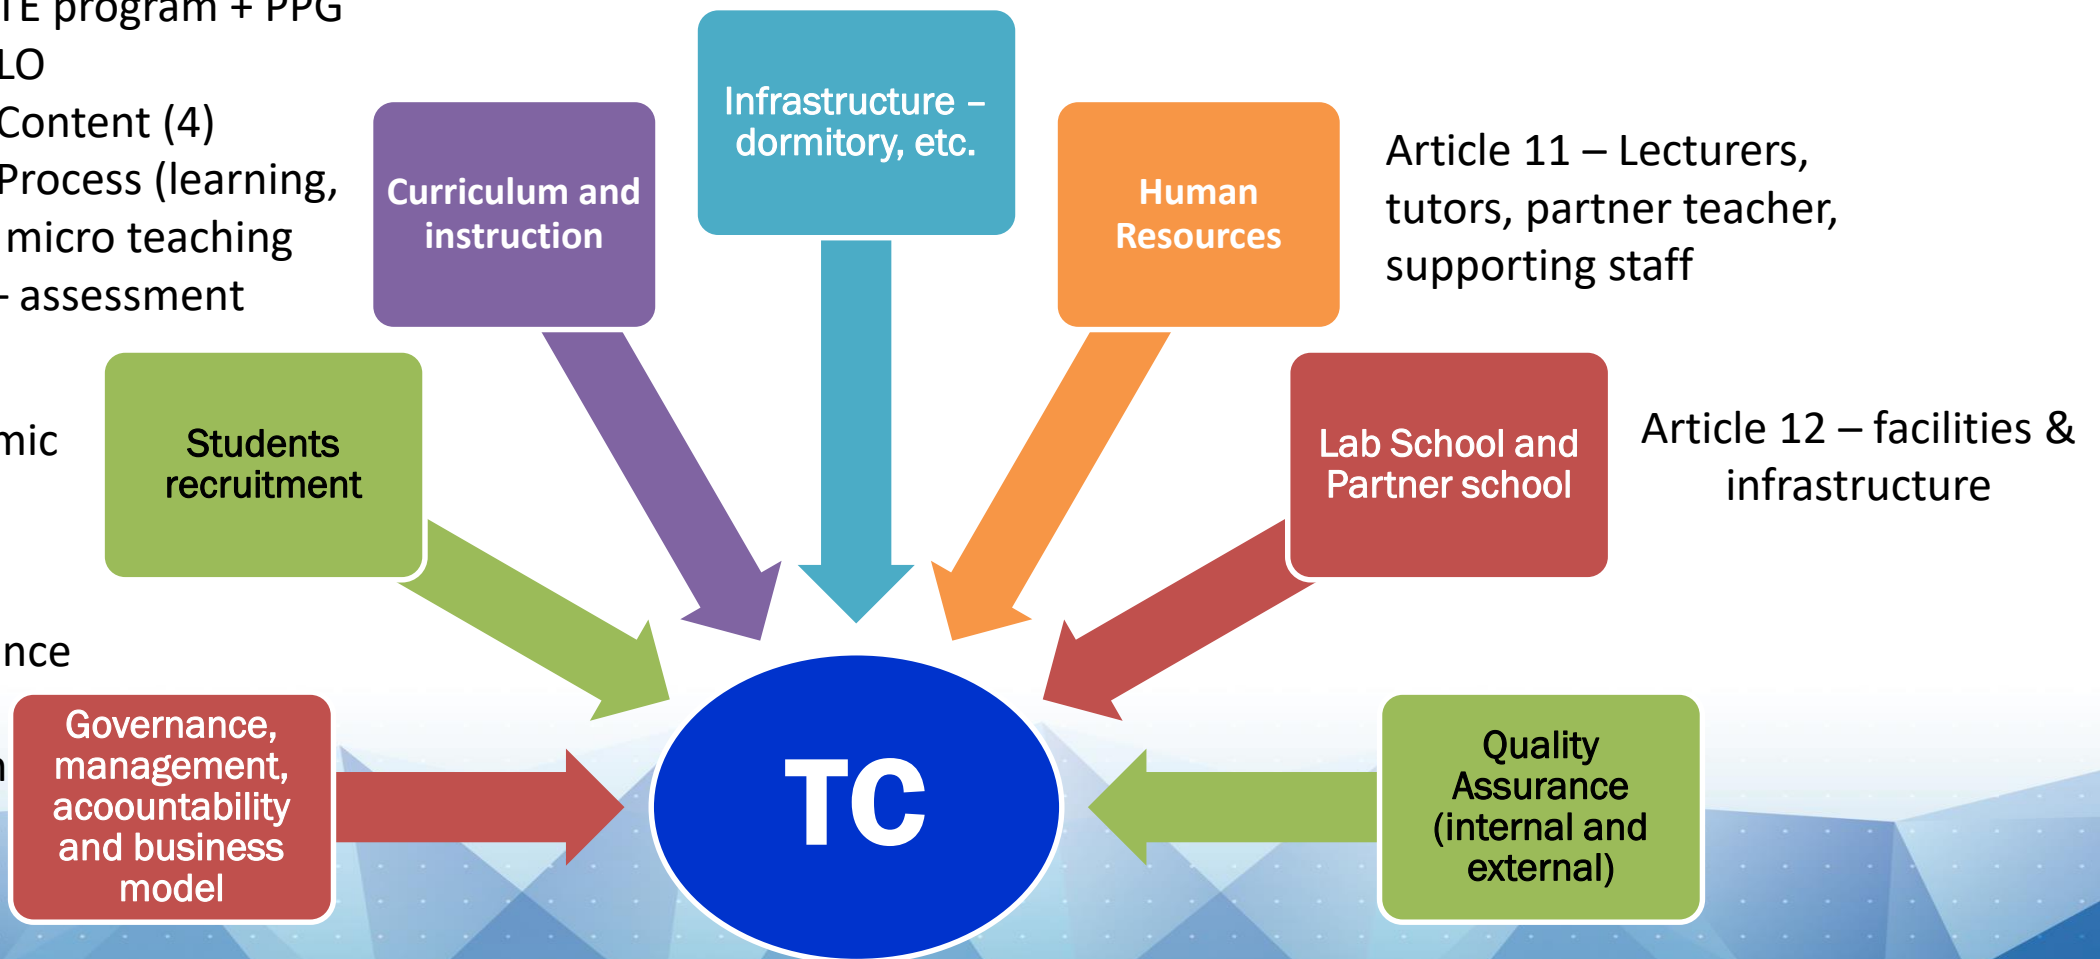 TE program + PPG
LO
Content (4)
Process (learning,
micro teaching
- assessment
Curriculum and
instruction
Infrastructure –
dormitory, etc.
Human
Resources
Article 11 – Lecturers,
tutors, partner teacher,
supporting staff
Students
recruitment
Lab School and
Partner school
Article 12 – facilities &
infrastructure
Governance,
management,
acoountability
and business
model
TC
Quality
Assurance
(internal and
external)